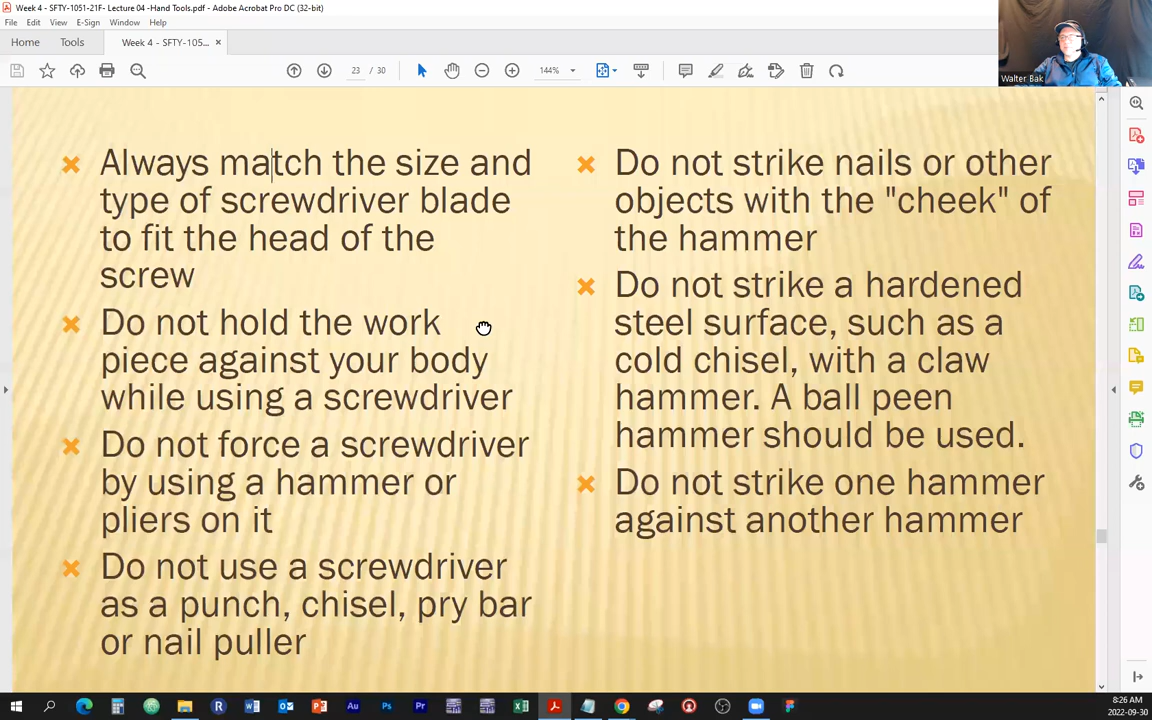 Week 4 - SFTY-1051-21F- Lecture 04 -Hand Tools.pdf - Adobe Acrobat Pro DC (32-bit)
File Edit View E-Sign Window Help
Home Tools Week 4 - SFTY-105... ×
23 / 30 144%
Walter Bak
Always match the size and
type of screwdriver blade
to fit the head of the
screw
Do not hold the work
piece against your body
while using a screwdriver
Do not force a screwdriver
by using a hammer or
pliers on it
Do not use a screwdriver
as a punch, chisel, pry bar
or nail puller
Do not strike nails or other
objects with the "cheek" of
the hammer
Do not strike a hardened
steel surface, such as a
cold chisel, with a claw
hammer. A ball peen
hammer should be used.
Do not strike one hammer
against another hammer
8:26 AM
2022-09-30